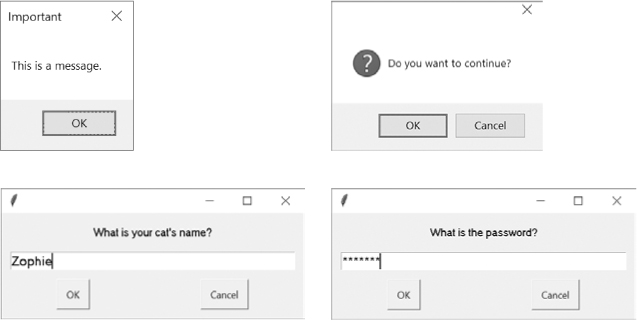 Important
This is a message.
OK
Do you want to continue?
OK
Cancel
What is your cat's name?
Zophie
OK
Cancel
What is the password?
*******
OK
Cancel